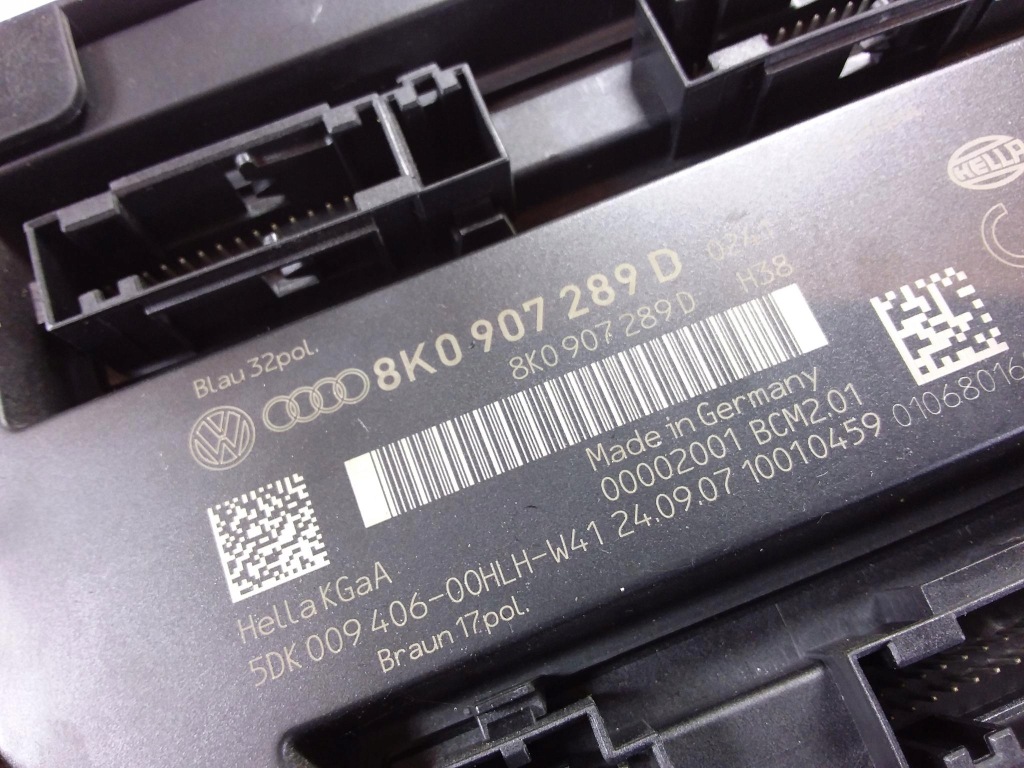 HELLA
Blau 32pol.
8K0 907 289 D
8K0 907 289 D H38
Made in Germany
00002001 BCM2.01
Hella KGaA
5DK 009 406-00HLH-W41 24.09.07 10010459 01068016
Braun 17pol.